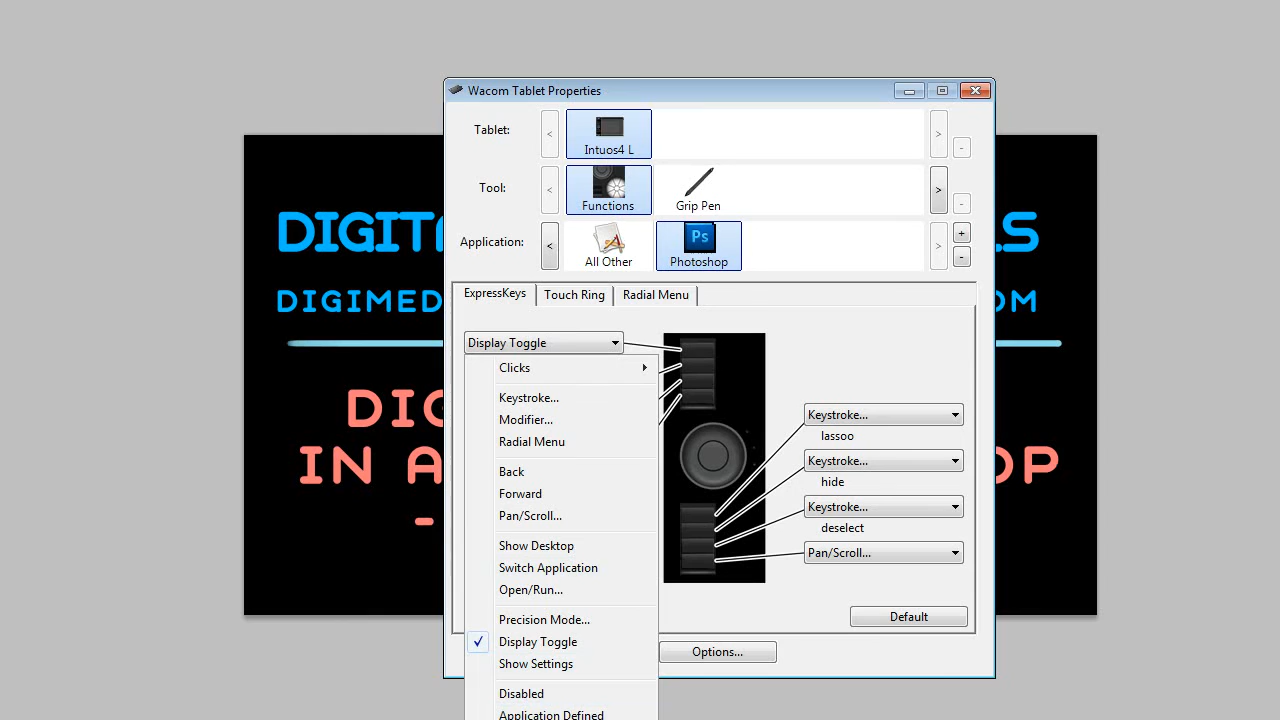 Wacom Tablet Properties
Tablet:
<
Intuos4 L
>
-
Tool:
<
Functions
Grip Pen
>
-
Application:
<
All Other
Ps
Photoshop
>
+
-
DIGIT
LS
DIGIMED
OM
DIG
IN A
OP
-
ExpressKeys
Touch Ring
Radial Menu
Display Toggle
Clicks
Keystroke...
Modifier...
Radial Menu
Back
Forward
Pan/Scroll...
Show Desktop
Switch Application
Open/Run...
Precision Mode...
Display Toggle
Show Settings
Disabled
Application Defined
Keystroke...
lassoo
Keystroke...
hide
Keystroke...
deselect
Pan/Scroll...
Default
Options...